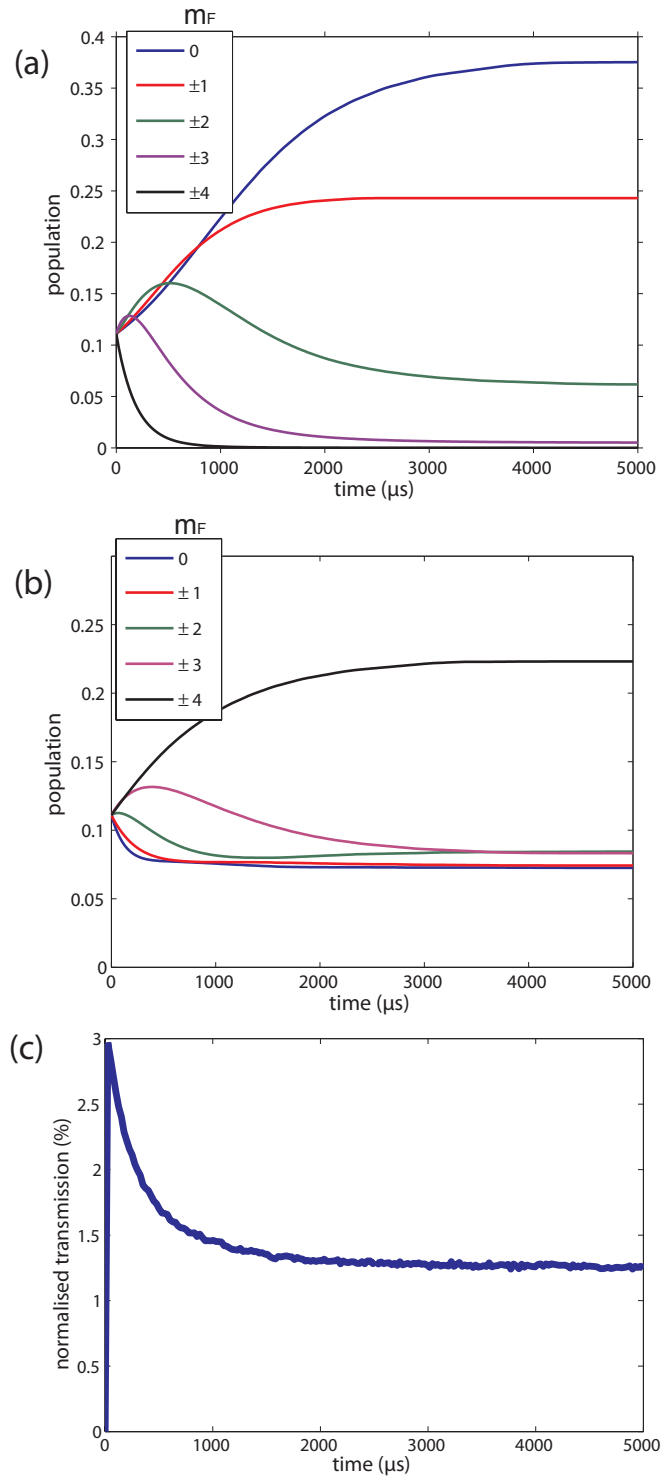 (a)
mF
0
±1
±2
±3
±4
0.4
0.35
0.3
0.25
0.2
0.15
0.1
0.05
0
population
0 1000 2000 3000 4000 5000
time (µs)
(b)
mF
0
± 1
± 2
± 3
± 4
0.25
0.2
0.15
0.1
0.05
0
population
0 1000 2000 3000 4000 5000
time (µs)
(c)
3
2.5
2
1.5
1
0.5
0
normalised transmission (%)
0 1000 2000 3000 4000 5000
time (µs)